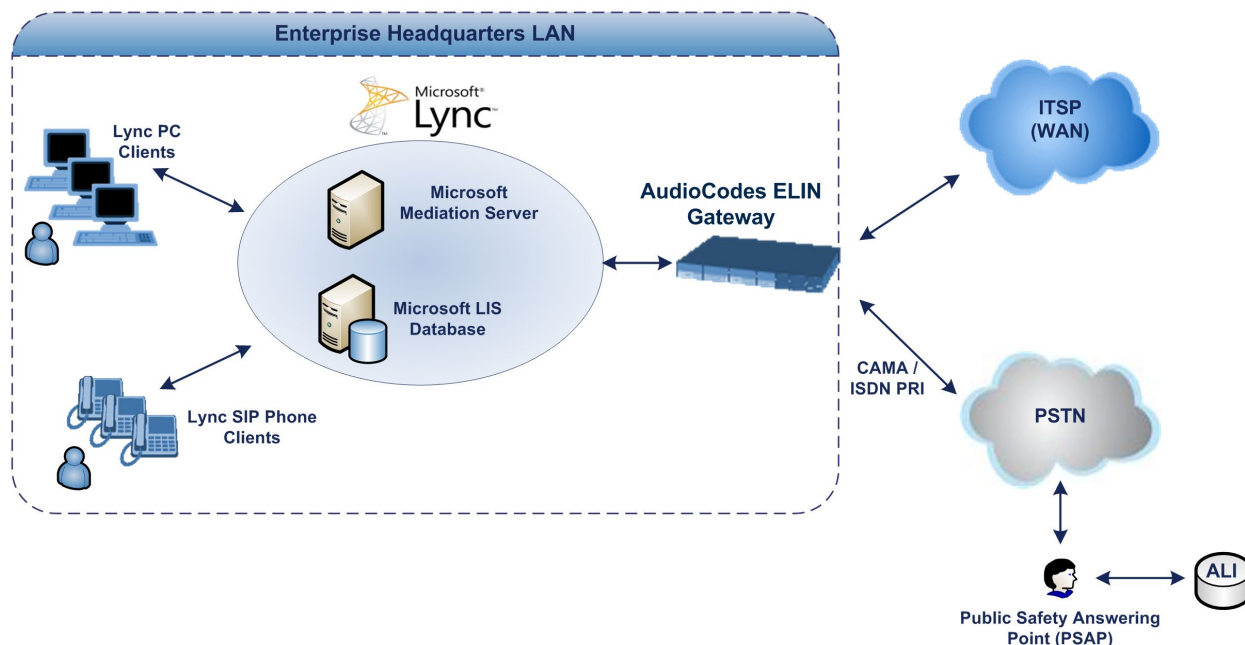 Enterprise Headquarters LAN
Microsoft®
Lync™
Lync PC
Clients
Microsoft
Mediation Server
Microsoft LIS
Database
Lync SIP Phone
Clients
AudioCodes ELIN
Gateway
ITSP
(WAN)
CAMA /
ISDN PRI
PSTN
ALI
Public Safety Answering
Point (PSAP)